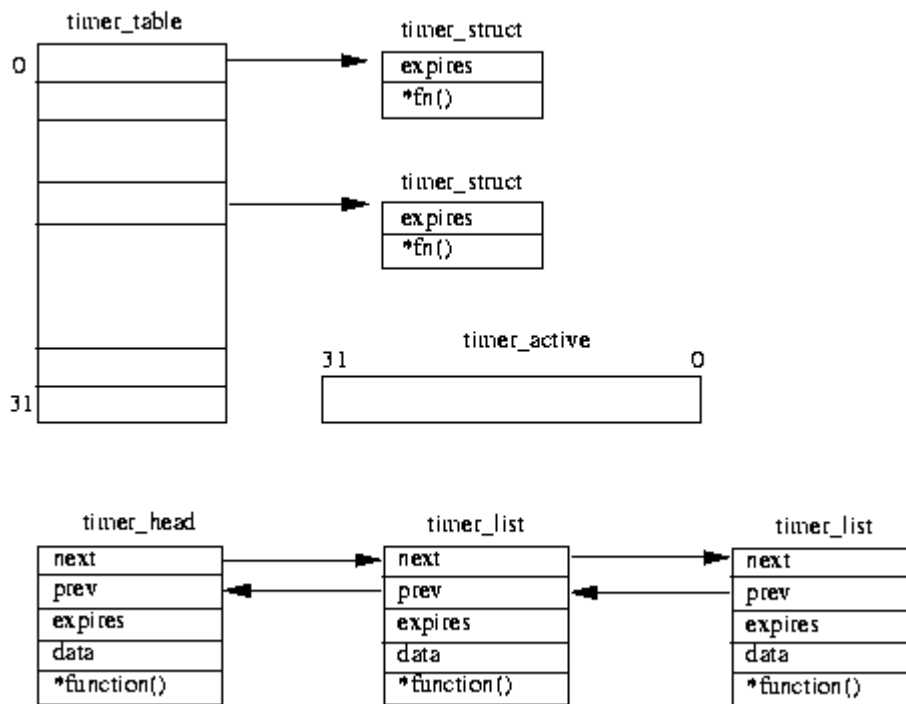 timer_table
0
31
timer_struct
expires
*fn()
timer_struct
expires
*fn()
timer_active
31 0
timer_head
next
prev
expires
data
*function()
timer_list
next
prev
expires
data
*function()
timer_list
next
prev
expires
data
*function()